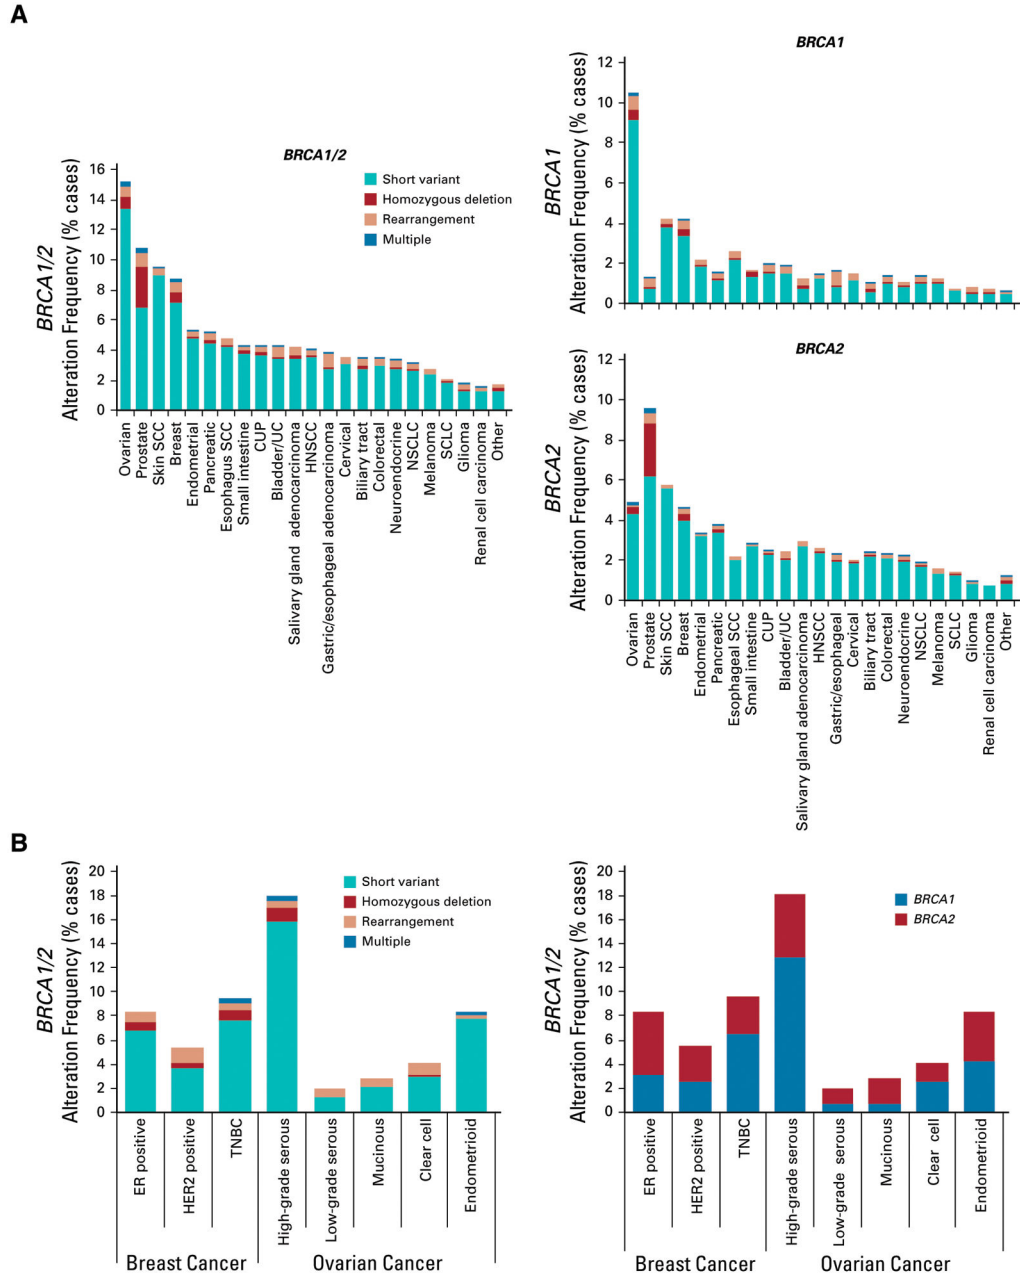 A
BRCA1/2
BRCA1/2
Alteration Frequency (% cases)
16
14
12
10
8
6
4
2
0
Short variant
Homozygous deletion
Rearrangement
Multiple
Ovarian
Prostate
Skin SCC
Breast
Endometrial
Pancreatic
Esophagus SCC
Small intestine
CUP
Bladder/UC
Salivary gland adenocarcinoma
HNSCC
Gastric/esophageal adenocarcinoma
Cervical
Biliary tract
Colorectal
Neuroendocrine
NSCLC
Melanoma
SCLC
Glioma
Renal cell carcinoma
Other
BRCA1
BRCA1
Alteration Frequency (% cases)
12
10
8
6
4
2
0
BRCA2
BRCA2
Alteration Frequency (% cases)
12
10
8
6
4
2
0
Ovarian
Prostate
Skin SCC
Breast
Endometrial
Pancreatic
Esophageal SCC
Small intestine
CUP
Bladder/UC
Salivary gland adenocarcinoma
HNSCC
Gastric/esophageal
Cervical
Biliary tract
Colorectal
Neuroendocrine
NSCLC
Melanoma
SCLC
Glioma
Renal cell carcinoma
Other
B
BRCA1/2
Alteration Frequency (% cases)
20
18
16
14
12
10
8
6
4
2
0
Short variant
Homozygous deletion
Rearrangement
Multiple
ER positive
HER2 positive
TNBC
High-grade serous
Low-grade serous
Mucinous
Clear cell
Endometrioid
Breast Cancer
Ovarian Cancer
BRCA1/2
Alteration Frequency (% cases)
20
18
16
14
12
10
8
6
4
2
0
BRCA1
BRCA2
ER positive
HER2 positive
TNBC
High-grade serous
Low-grade serous
Mucinous
Clear cell
Endometrioid
Breast Cancer
Ovarian Cancer